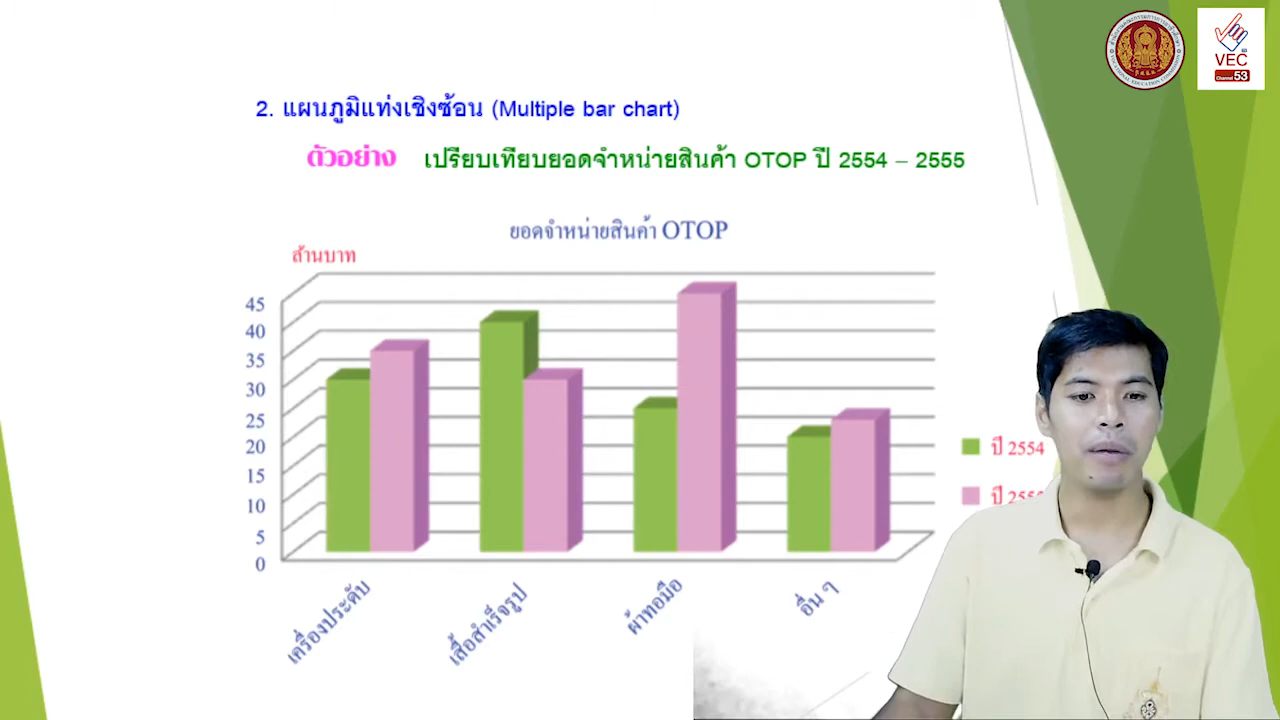 VEC
Channel 53
2. แผนภูมิแท่งเชิงซ้อน (Multiple bar chart)
ตัวอย่าง เปรียบเทียบยอดจำหน่ายสินค้า OTOP ปี 2554 – 2555
ยอดจำหน่ายสินค้า OTOP
ล้านบาท
45
40
35
30
25
20
15
10
5
0
ปี 2554
ปี
เครื่องประดับ
เสื้อสำเร็จรูป
ผ้าทอมือ
อื่น ๆ